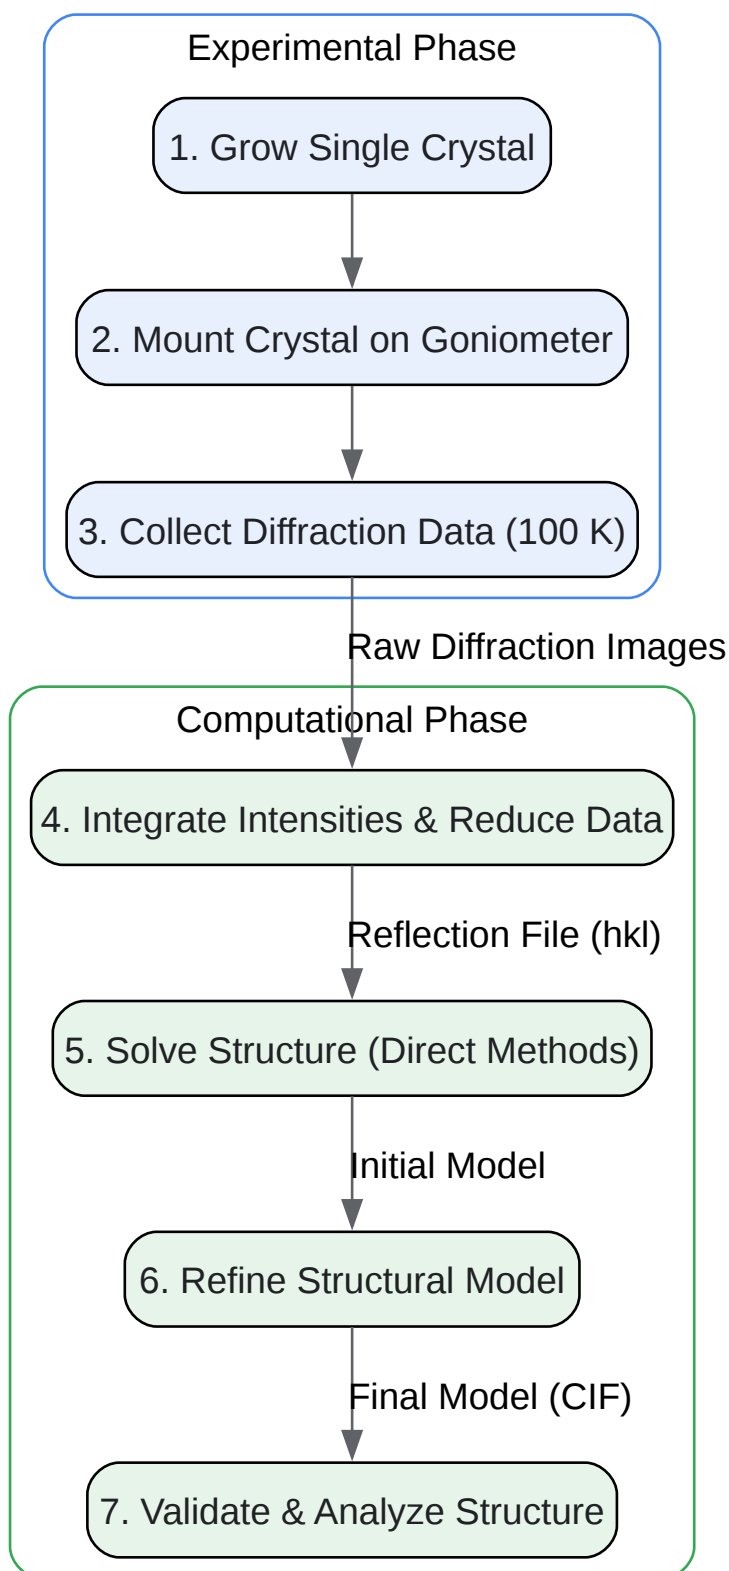 Experimental Phase
1. Grow Single Crystal
2. Mount Crystal on Goniometer
3. Collect Diffraction Data (100 K)
Raw Diffraction Images
Computational Phase
4. Integrate Intensities & Reduce Data
Reflection File (hkl)
5. Solve Structure (Direct Methods)
Initial Model
6. Refine Structural Model
Final Model (CIF)
7. Validate & Analyze Structure